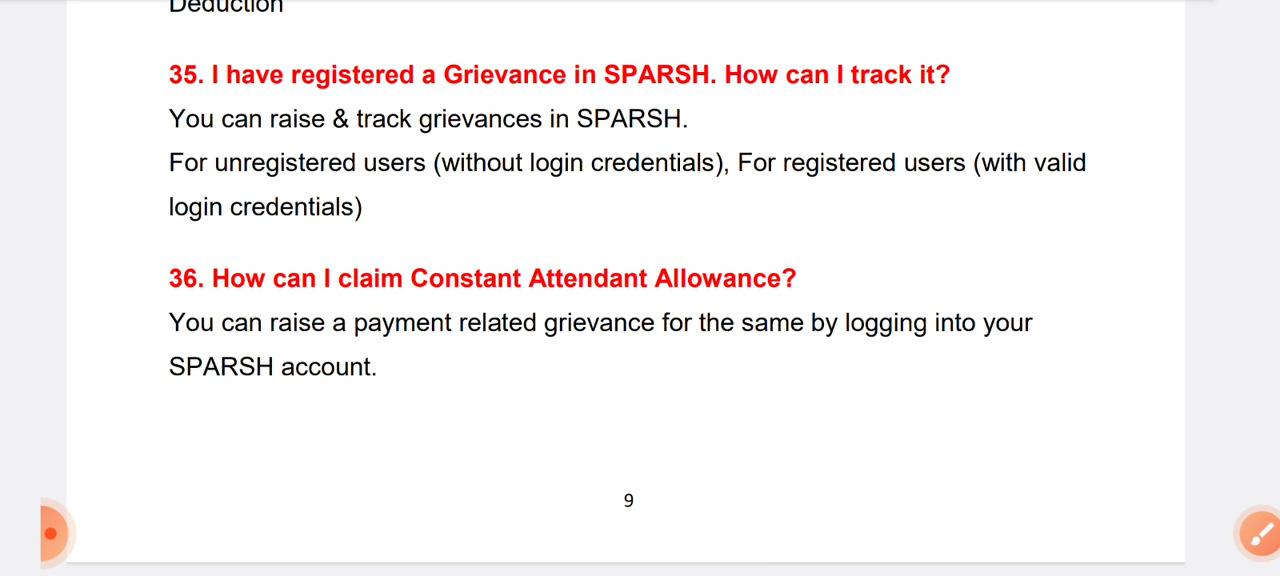 Deduction
35. I have registered a Grievance in SPARSH. How can I track it?
You can raise & track grievances in SPARSH.
For unregistered users (without login credentials), For registered users (with valid
login credentials)
36. How can I claim Constant Attendant Allowance?
You can raise a payment related grievance for the same by logging into your
SPARSH account.
9